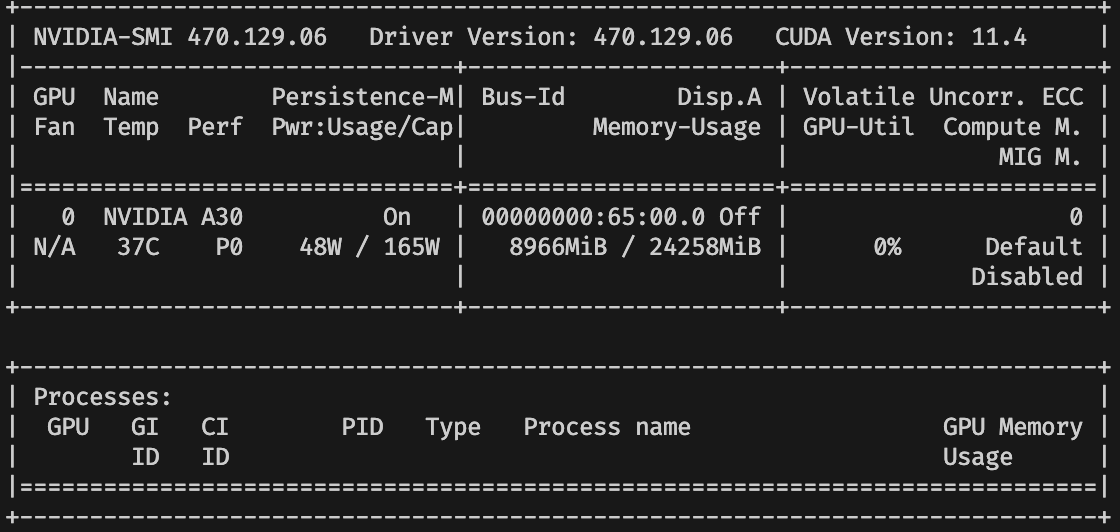 +-----------------------------------------------------------------------------+
| NVIDIA-SMI 470.129.06   Driver Version: 470.129.06   CUDA Version: 11.4     |
|-------------------------------+----------------------+----------------------+
| GPU  Name        Persistence-M| Bus-Id        Disp.A | Volatile Uncorr. ECC |
| Fan  Temp  Perf  Pwr:Usage/Cap|         Memory-Usage | GPU-Util  Compute M. |
|                               |                      |               MIG M. |
|===============================+======================+======================|
|   0  NVIDIA A30          On   | 00000000:65:00.0 Off |                    0 |
| N/A   37C    P0    48W / 165W |   8966MiB / 24258MiB |      0%      Default |
|                               |                      |             Disabled |
+-------------------------------+----------------------+----------------------+

+-----------------------------------------------------------------------------+
| Processes:                                                                  |
|  GPU   GI   CI        PID   Type   Process name                  GPU Memory |
|        ID   ID                                                   Usage      |
|=============================================================================|
+-----------------------------------------------------------------------------+